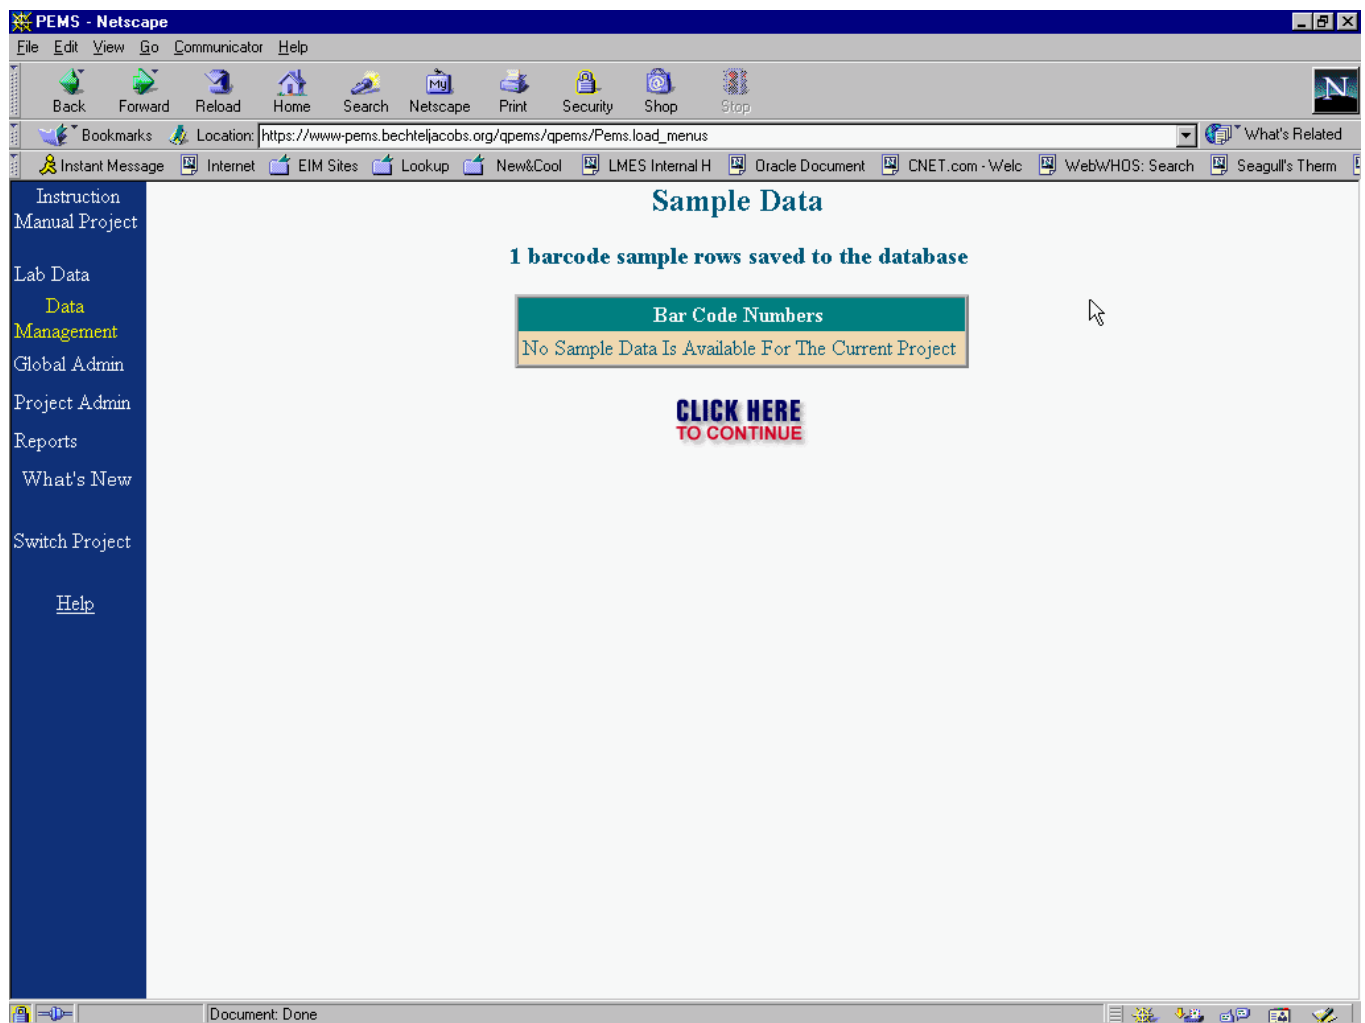 PEMS - Netscape
File Edit View Go Communicator Help
Back Forward Reload Home Search Netscape Print Security Shop Stop
My
N
Bookmarks Location: https://www-pems.bechteljacobs.org/qpems/qpems/Pems.load_menus What's Related
Instant Message Internet EIM Sites Lookup New&Cool LMES Internal H Oracle Document CNET.com - Welc WebWHOS: Search Seagull's Therm
Instruction
Manual Project
Lab Data
Data
Management
Global Admin
Project Admin
Reports
What's New
Switch Project
Help
Sample Data
1 barcode sample rows saved to the database
Bar Code Numbers
No Sample Data Is Available For The Current Project
CLICK HERE
TO CONTINUE
Document: Done